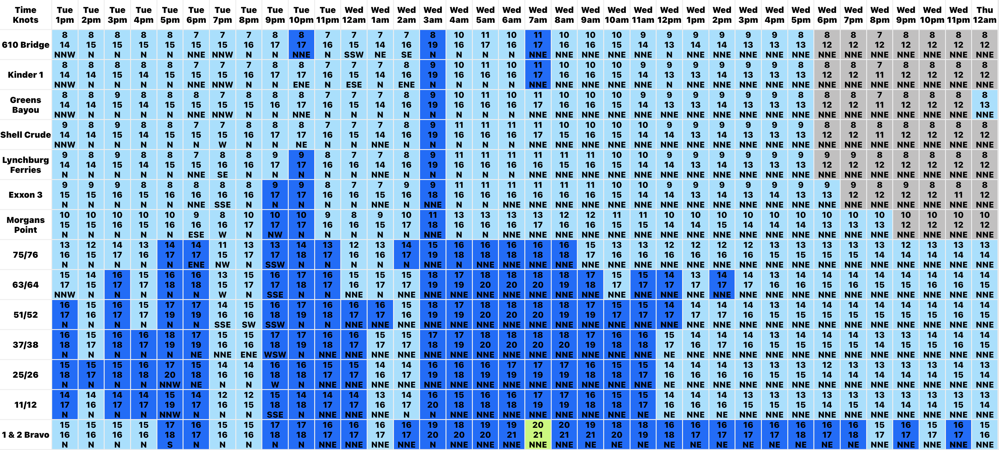 Time Tue Tue Tue Tue Tue Tue Tue Tue Tue Tue Tue Wed Wed Wed Wed Wed Wed Wed Wed Wed Wed Wed Wed Wed Wed Wed Wed Wed Wed Wed Wed Wed Wed Wed Wed Thu
Knots 1pm 2pm 3pm 4pm 5pm 6pm 7pm 8pm 9pm 10pm 11pm 12am 1am 2am 3am 4am 5am 6am 7am 8am 9am 10am 11am 12pm 1pm 2pm 3pm 4pm 5pm 6pm 7pm 8pm 9pm 10pm 11pm 12am
8 8 8 8 8 7 7 7 8 8 7 7 7 7 8 10 11 10 11 10 10 10 9 9 9 9 9 9 8 8 8 7 8 8 8 8
610 Bridge 14 15 15 15 15 15 15 16 17 17 16 15 14 16 19 16 17 16 17 16 16 15 14 13 14 14 13 13 13 12 12 12 12 12 12 12
NNW N N N N NNE NNW N N NNE N SSW NE SE N N N N NNE NNE NNE NNE NNE N NNE NNE NNE NNE NNE NNE NNE NNE NNE NNE NNE NNE
8 8 8 8 8 7 7 7 8 8 7 7 7 8 9 10 11 10 11 10 10 10 9 9 9 9 9 9 8 8 8 7 8 8 8 8
Kinder 1 14 14 15 14 15 15 15 16 17 17 16 15 14 16 19 16 16 16 17 16 16 15 14 13 13 14 13 13 13 12 12 11 12 12 12 12
NNW N N N N NNE NNW N N ENE N ESE N ENE N N N N NNE NNE NNE NNE NNE N NNE NNE NNE NNE NNE NNE NNE NNE NNE NNE NNE NNE
Greens 8 8 9 8 8 8 7 8 8 8 7 7 7 8 9 10 11 10 11 10 10 10 9 9 9 9 9 9 8 8 8 7 8 8 8 8
Bayou 14 14 15 14 15 15 15 15 16 17 16 15 14 16 19 16 16 16 17 16 16 15 14 13 13 14 13 13 13 12 12 11 12 12 12 13
NNW N N N N NNE NNW N N NNE N N N N N N N N NNE NNE NNE NNE NNE NNE NNE NNE NNE NNE NNE NNE NNE NNE NNE NNE NNE NNE
9 8 9 8 8 7 7 8 8 8 7 7 7 8 9 11 11 11 11 10 10 10 10 9 9 9 9 9 9 8 8 8 8 8 8 8
Shell Crude 14 14 15 14 15 15 15 16 17 17 16 15 14 16 19 16 16 16 17 15 16 15 14 14 13 14 13 13 13 12 12 11 12 12 12 12
NNW N N N N N W N N NE N N NNE N N N N N NNE NNE NNE NNE NNE NNE NNE NNE NNE NNE NNE NNE NNE NNE NNE NNE NNE NNE
Lynchburg 9 8 9 8 8 7 8 8 9 9 8 7 7 8 9 11 11 11 11 11 11 10 10 9 9 9 9 9 9 9 9 8 8 8 8 8
Ferries 14 14 15 14 15 15 16 16 17 17 16 16 14 16 19 16 16 16 16 15 16 15 14 14 13 14 13 13 13 12 12 12 12 12 12 12
N N N N N NNE SE N N N N N NNE N N N N N NNE NNE NNE NNE NNE NNE NNE NNE NNE NNE NNE NNE NNE NNE NNE NNE NNE NNE
9 9 9 8 8 8 8 8 9 9 8 7 7 9 9 11 11 11 11 11 11 10 10 9 9 9 9 9 9 9 9 8 9 8 8 8
Exxon 3 15 15 16 15 16 16 16 16 17 17 16 16 15 16 18 16 16 16 16 16 16 15 14 14 13 14 13 14 13 13 12 12 12 12 11 12
N N N N N NNE SSE N N N N N NNE N NNE N N NNE NNE NNE NNE NNE NNE NNE NNE NNE NNE NNE NNE NNE NNE NNE NNE NNE NNE NNE
Morgans 10 10 10 10 10 9 8 10 10 10 9 8 9 10 11 13 13 13 13 12 12 11 11 10 10 10 10 10 10 10 10 10 10 10 10 10
Point 15 15 16 15 16 16 16 17 17 17 16 16 15 17 18 16 16 16 17 16 16 15 15 14 14 15 14 14 14 13 13 13 12 12 12 12
N N N N N ESE W N NW N N N N N NNE N N NNE NNE NNE NNE NNE NNE NNE NNE NNE NNE NNE NNE NNE NNE NNE NNE NNE NNE NNE
13 12 14 13 14 14 11 13 13 14 13 12 13 14 15 16 16 16 16 16 15 13 13 12 12 12 12 13 13 13 13 13 12 13 13 13
75/76 16 15 17 16 17 17 15 17 17 18 17 16 16 17 19 18 18 18 18 18 17 16 16 16 16 16 16 15 15 15 15 14 14 14 14 14
N N N N N ENE NW N SSW N N N N N NNE N NNE NNE NNE NNE NNE NNE NNE NNE NNE NNE NNE NNE NNE NNE NNE NNE NNE NNE NNE NNE
15 14 16 15 16 16 13 15 16 17 16 15 15 15 18 17 18 18 18 18 17 15 15 14 13 14 14 13 14 14 14 14 14 14 14 14
63/64 17 15 17 17 18 18 15 17 17 18 17 16 17 17 19 19 20 20 20 19 18 17 17 17 17 17 17 16 16 15 16 15 15 16 16 15
NNW N N N N N W N SSE N N NNE N NNE NNE NNE NNE NNE NNE NNE NNE NNE NNE NNE NNE NNE NNE NNE NNE NNE NNE NNE NNE NNE NNE NNE
16 15 16 15 17 17 14 15 16 17 16 16 16 15 18 17 18 18 18 18 17 15 15 14 14 14 14 13 14 14 14 14 14 14 14 14
51/52 17 16 17 17 19 19 16 16 18 19 18 17 17 16 19 19 20 20 20 19 19 17 17 17 17 17 16 15 15 15 15 15 15 15 16 15
N N N N N N SSE SW SSW N N NNE NNE NNE NNE NNE NNE NNE NNE NNE NNE NNE NNE NNE NNE NNE NNE NNE NNE NNE NNE NNE NNE NNE NNE NNE
16 15 16 16 18 17 15 15 17 17 16 16 15 15 17 17 18 18 18 18 17 16 16 15 14 14 14 13 14 14 14 13 13 14 14 14
37/38 18 17 18 17 19 19 16 16 18 19 18 17 17 17 18 19 20 20 20 20 19 18 18 17 16 17 16 15 15 15 15 14 15 15 16 15
N N N N N NE NNE ENE WSW N NNE NNE NNE NNE NNE NNE NNE NNE NNE NNE NNE NNE NNE NE NNE NNE NNE NNE NNE NNE NNE NNE NNE NNE NNE NNE
15 15 15 16 17 15 14 14 16 16 15 15 14 14 16 16 16 17 17 17 16 15 15 14 14 14 13 13 13 12 13 13 13 13 14 13
25/26 18 17 18 18 20 18 16 16 18 18 17 17 16 17 19 18 19 19 19 19 18 18 17 16 16 16 16 15 15 14 14 14 14 14 15 14
N N N N NNW NE N N W N NNE NNE NNE NNE NNE NNE NNE NNE NNE NNE NNE NNE NNE NE NNE NNE NNE NNE NNE NNE NNE NNE NNE NNE NNE NNE
14 14 14 14 15 14 12 12 15 14 14 14 13 14 16 15 16 16 17 17 16 15 15 14 14 14 13 13 13 13 13 13 13 13 13 13
11/12 17 16 17 17 19 17 16 15 18 18 17 17 16 17 20 18 18 18 19 19 18 18 17 16 16 16 15 15 15 14 15 14 14 14 15 14
N N N N NNW N N N SSE N NNE NNE NNE N N NNE NNE NNE NNE NNE NNE NNE NE NE NNE NE NNE NNE NNE NNE NNE NNE NNE NNE NNE NNE
15 15 15 15 17 16 15 15 17 17 16 16 16 16 19 18 19 19 20 20 19 18 18 16 16 16 16 16 16 16 16 15 16 15 16 15
1 & 2 Bravo 16 16 16 16 18 17 16 16 18 18 17 17 17 17 20 20 20 21 21 21 21 20 19 18 17 17 17 17 18 17 18 17 17 17 17 16
N N N N S N N N N N NNE NNE NNE NNE N NNE NNE NNE NNE NNE NE NE NE NE NE NE NE NE NE NE NE NNE NNE NNE NNE NNE